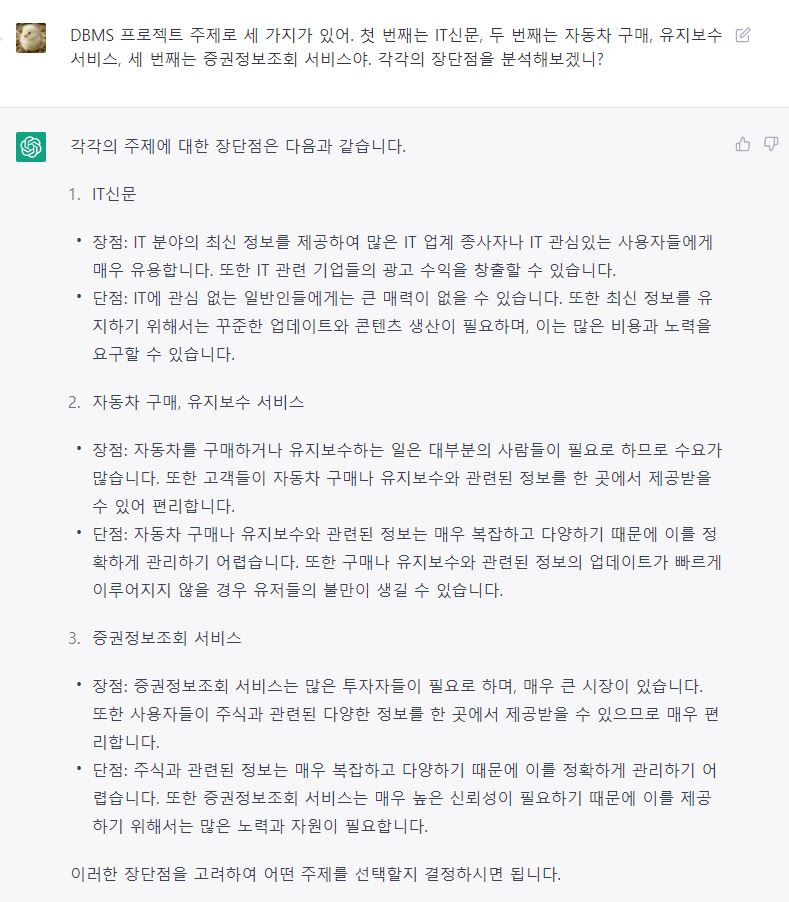 DBMS 프로젝트 주제로 세 가지가 있어. 첫 번째는 IT신문, 두 번째는 자동차 구매, 유지보수
서비스, 세 번째는 증권정보조회 서비스야. 각각의 장단점을 분석해보겠니?
각각의 주제에 대한 장단점은 다음과 같습니다.
1. IT신문
• 장점: IT 분야의 최신 정보를 제공하여 많은 IT 업계 종사자나 IT 관심있는 사용자들에게
매우 유용합니다. 또한 IT 관련 기업들의 광고 수익을 창출할 수 있습니다.
• 단점: IT에 관심 없는 일반인들에게는 큰 매력이 없을 수 있습니다. 또한 최신 정보를 유
지하기 위해서는 꾸준한 업데이트와 콘텐츠 생산이 필요하며, 이는 많은 비용과 노력을
요구할 수 있습니다.
2. 자동차 구매, 유지보수 서비스
• 장점: 자동차를 구매하거나 유지보수하는 일은 대부분의 사람들이 필요로 하므로 수요가
많습니다. 또한 고객들이 자동차 구매나 유지보수와 관련된 정보를 한 곳에서 제공받을
수 있어 편리합니다.
• 단점: 자동차 구매나 유지보수와 관련된 정보는 매우 복잡하고 다양하기 때문에 이를 정
확하게 관리하기 어렵습니다. 또한 구매나 유지보수와 관련된 정보의 업데이트가 빠르게
이루어지지 않을 경우 유저들의 불만이 생길 수 있습니다.
3. 증권정보조회 서비스
• 장점: 증권정보조회 서비스는 많은 투자자들이 필요로 하며, 매우 큰 시장이 있습니다.
또한 사용자들이 주식과 관련된 다양한 정보를 한 곳에서 제공받을 수 있으므로 매우 편
리합니다.
• 단점: 주식과 관련된 정보는 매우 복잡하고 다양하기 때문에 이를 정확하게 관리하기 어
렵습니다. 또한 증권정보조회 서비스는 매우 높은 신뢰성이 필요하기 때문에 이를 제공
하기 위해서는 많은 노력과 자원이 필요합니다.
이러한 장단점을 고려하여 어떤 주제를 선택할지 결정하시면 됩니다.